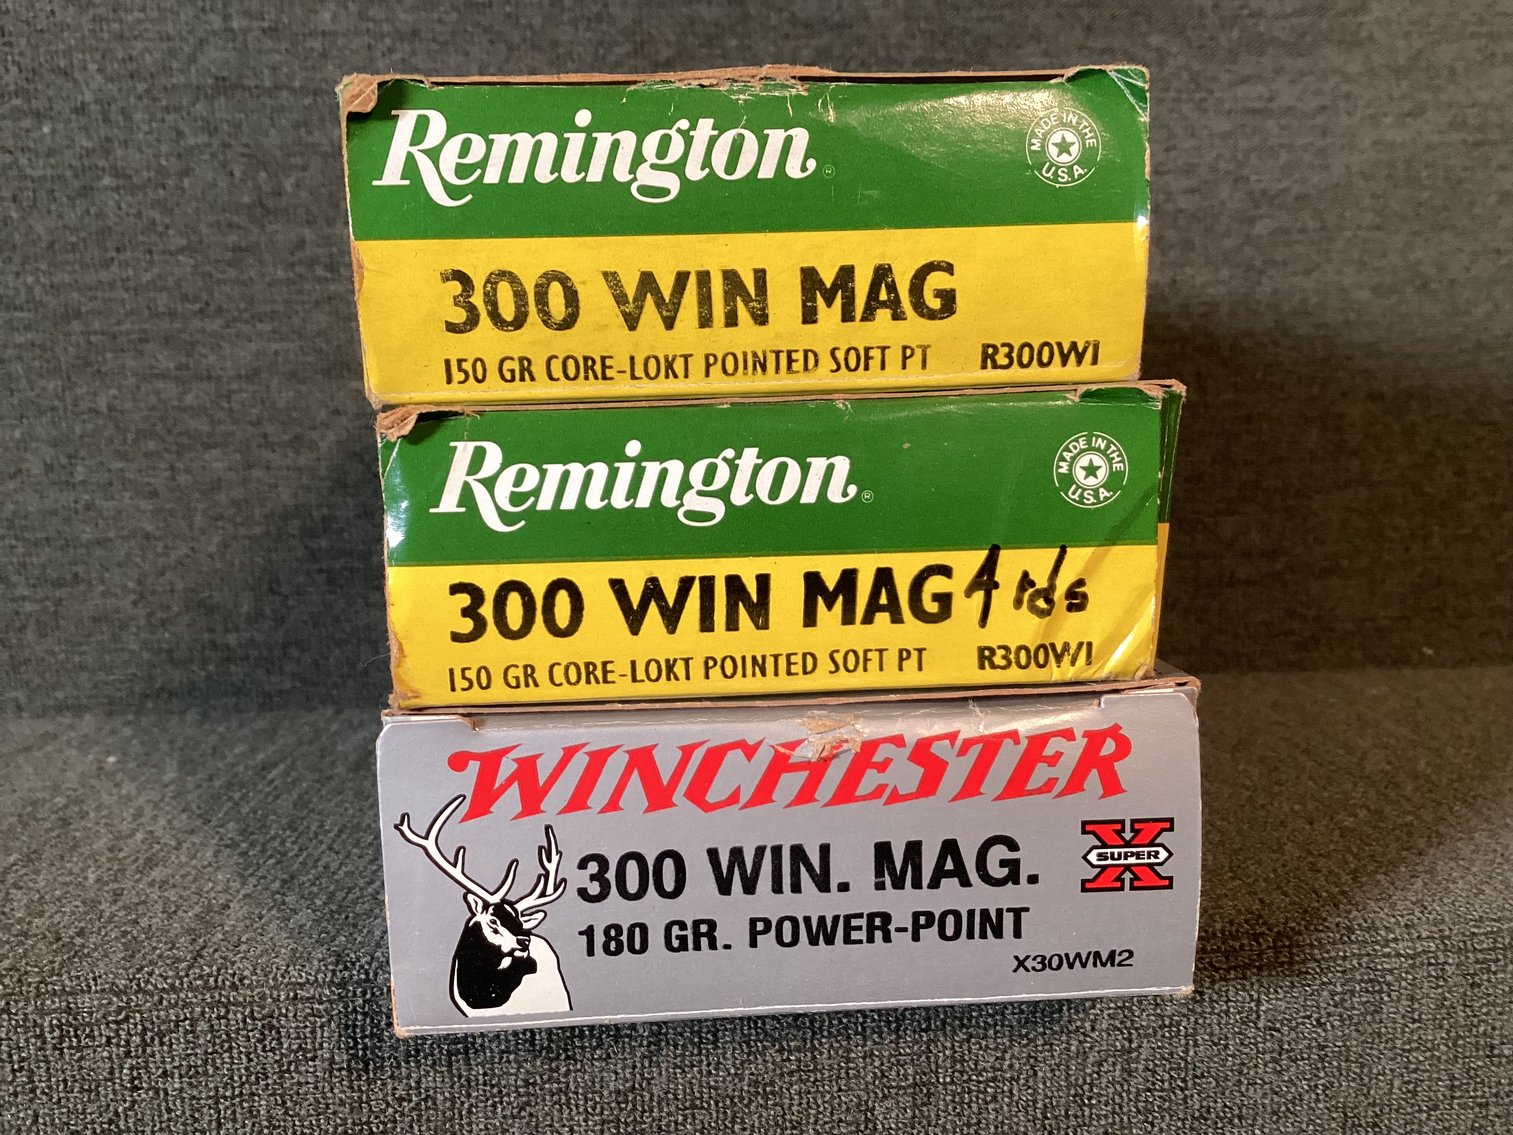 Remington®
MADE IN THE U.S.A.
300 WIN MAG
150 GR CORE-LOKT POINTED SOFT PT R300W1
Remington®
MADE IN THE U.S.A.
300 WIN MAG 4 rds
150 GR CORE-LOKT POINTED SOFT PT R300W1
WINCHESTER
300 WIN. MAG.
X SUPER
180 GR. POWER-POINT
X30WM2